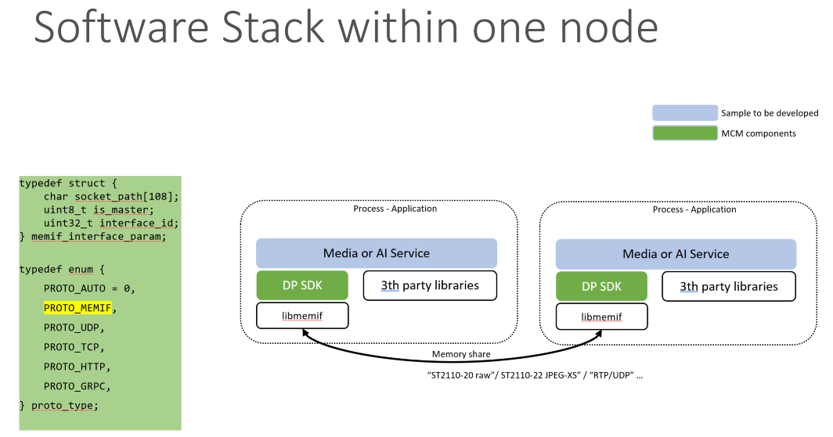 Software Stack within one node
Sample to be developed
MCM components
typedef struct {
char socket_path[108];
uint8_t is_master;
uint32_t interface_id;
} memif_interface_param;
typedef enum {
PROTO_AUTO = 0,
PROTO_MEMIF,
PROTO_UDP,
PROTO_TCP,
PROTO_HTTP,
PROTO_GRPC,
} proto_type;
Process - Application
Media or AI Service
DP SDK
3th party libraries
libmemif
Process - Application
Media or AI Service
DP SDK
3th party libraries
libmemif
Memory share
“ST2110-20 raw”/ ST2110-22 JPEG-XS” / “RTP/UDP” ...